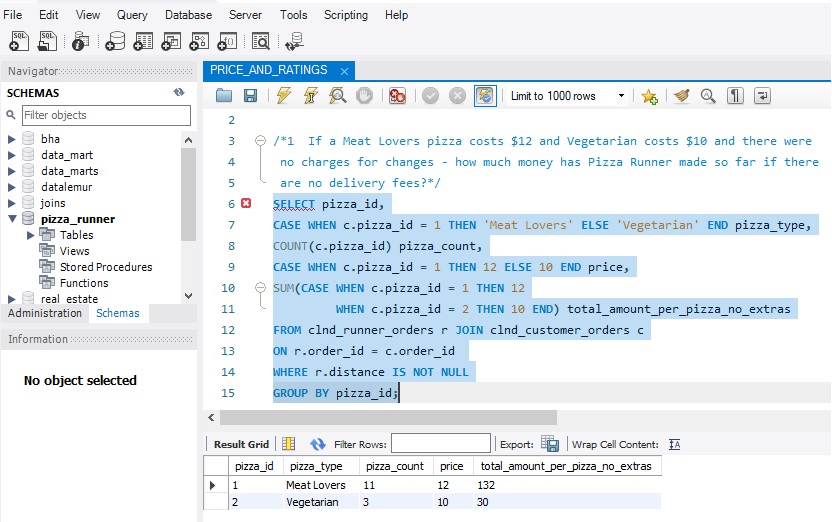 File Edit View Query Database Server Tools Scripting Help
Navigator
SCHEMAS
Filter objects
bha
data_mart
data_marts
datalemur
joins
pizza_runner
Tables
Views
Stored Procedures
Functions
real_estate
Administration Schemas
Information
No object selected
PRICE_AND_RATINGS
Limit to 1000 rows
2
3 /*1  If a Meat Lovers pizza costs $12 and Vegetarian costs $10 and there were
4 no charges for changes - how much money has Pizza Runner made so far if there
5 are no delivery fees?*/
6 SELECT pizza_id,
7 CASE WHEN c.pizza_id = 1 THEN 'Meat Lovers' ELSE 'Vegetarian' END pizza_type,
8 COUNT(c.pizza_id) pizza_count,
9 CASE WHEN c.pizza_id = 1 THEN 12 ELSE 10 END price,
10 SUM(CASE WHEN c.pizza_id = 1 THEN 12
11 WHEN c.pizza_id = 2 THEN 10 END) total_amount_per_pizza_no_extras
12 FROM clnd_runner_orders r JOIN clnd_customer_orders c
13 ON r.order_id = c.order_id
14 WHERE r.distance IS NOT NULL
15 GROUP BY pizza_id;
Result Grid Filter Rows: Export: Wrap Cell Content:
pizza_id pizza_type pizza_count price total_amount_per_pizza_no_extras
1 Meat Lovers 11 12 132
2 Vegetarian 3 10 30